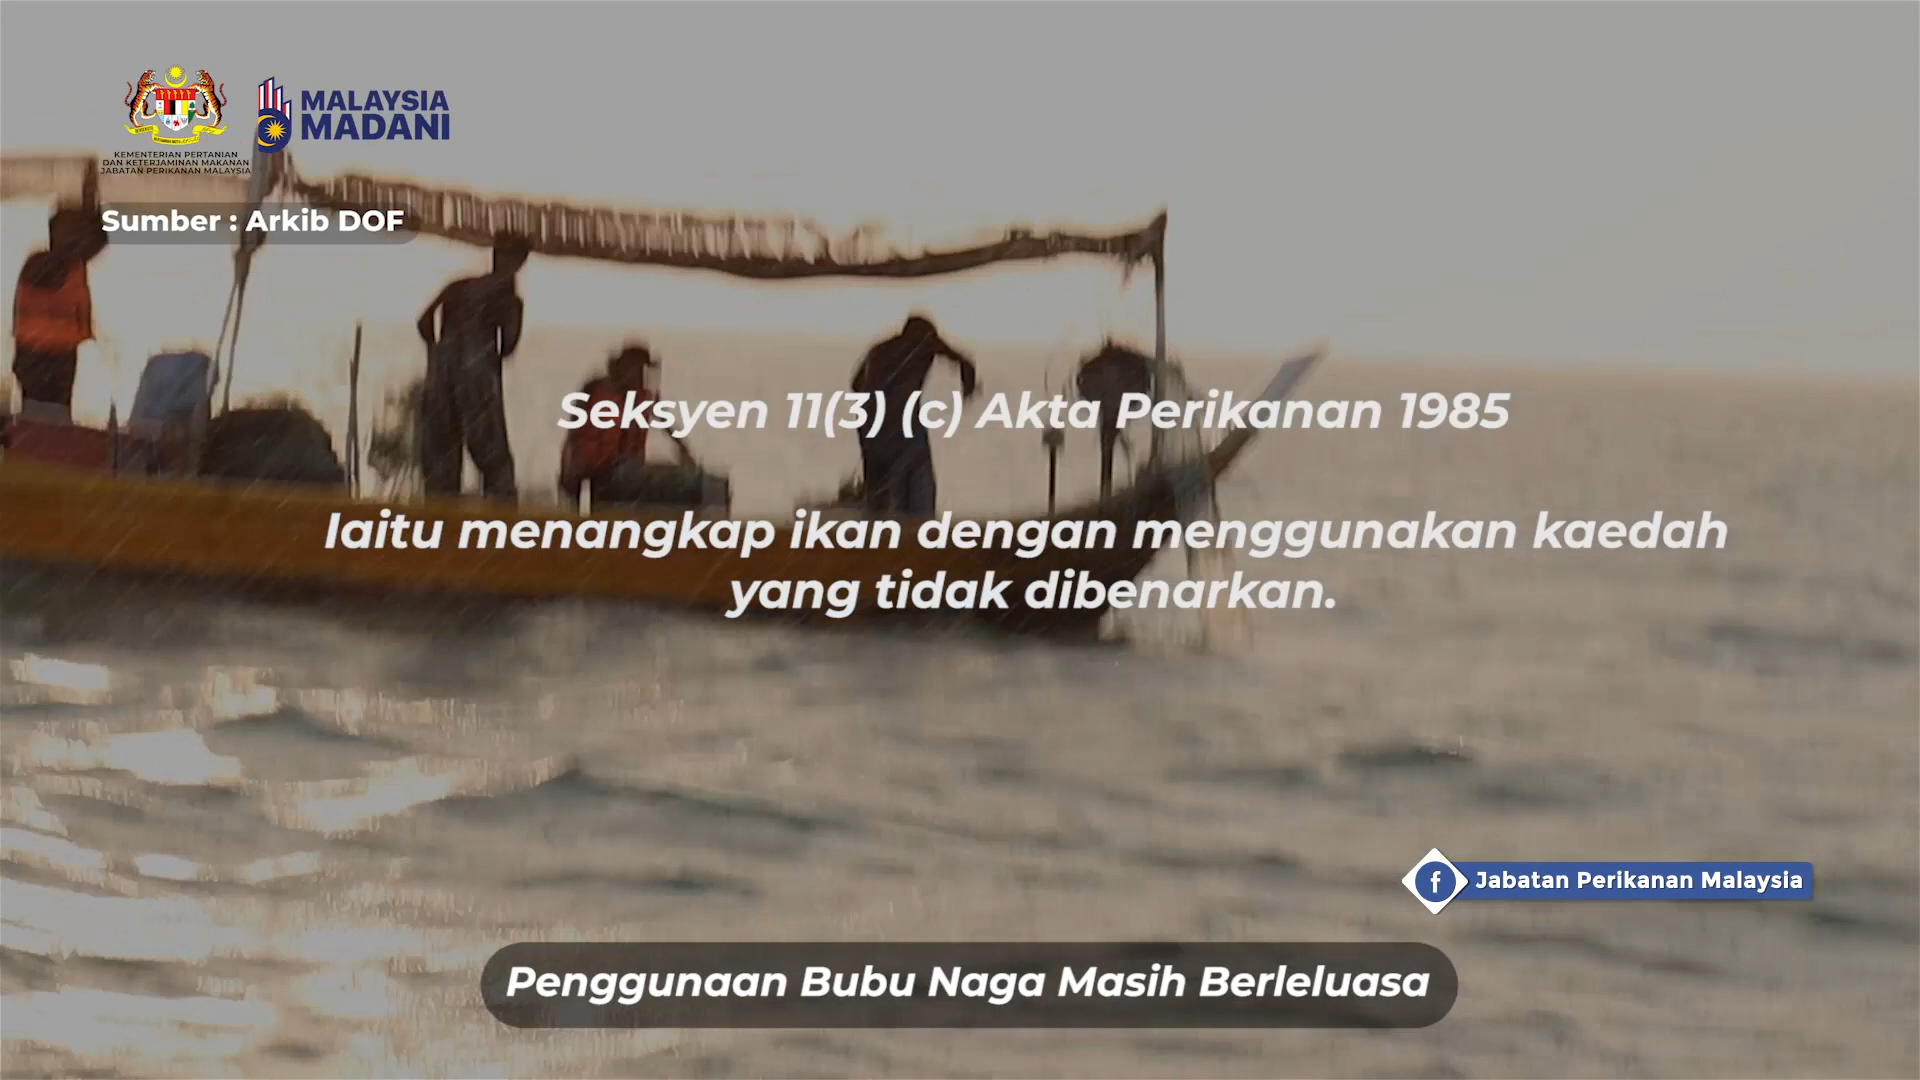 MALAYSIA
MADANI
KEMENTERIAN PERTANIAN
DAN KETERJAMINAN MAKANAN
JABATAN PERIKANAN MALAYSIA
Sumber : Arkib DOF
Seksyen 11(3) (c) Akta Perikanan 1985
Iaitu menangkap ikan dengan menggunakan kaedah
yang tidak dibenarkan.
f Jabatan Perikanan Malaysia
Penggunaan Bubu Naga Masih Berleluasa